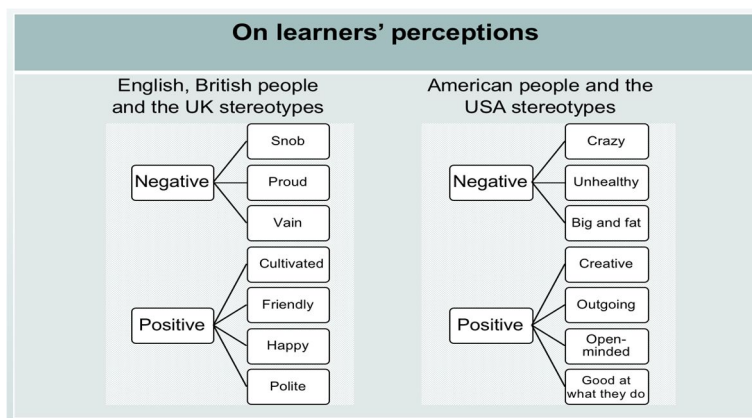 On learners' perceptions
English, British people
and the UK stereotypes
Negative
Snob
Proud
Vain
Positive
Cultivated
Friendly
Happy
Polite
American people and the
USA stereotypes
Negative
Crazy
Unhealthy
Big and fat
Positive
Creative
Outgoing
Open-
minded
Good at
what they do